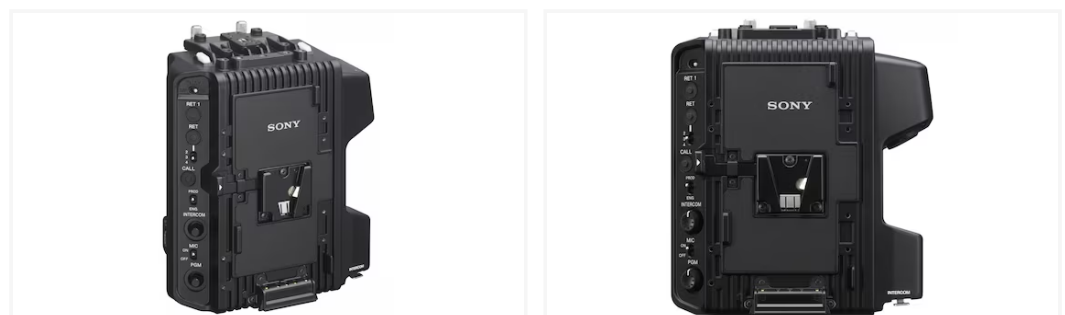 RET 1
RET
SONY
CALL
PROD
ENG
INTERCOM
MIC
ON
OFF
PGM
RET 1
RET
SONY
CALL
PROD
ENG
INTERCOM
MIC
ON
OFF
PGM
INTERCOM